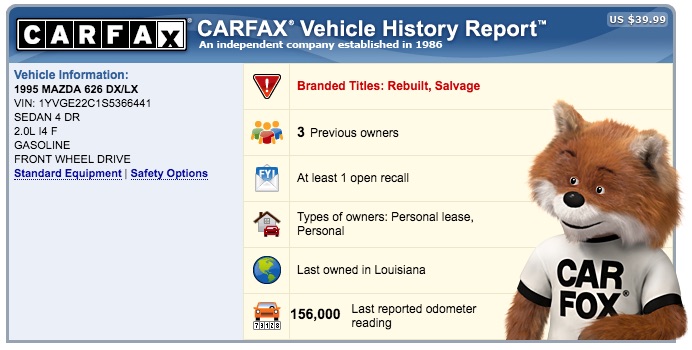 CARFAX® CARFAX® Vehicle History Report™
US $39.99
An independent company established in 1986
Vehicle Information:
1995 MAZDA 626 DX/LX
VIN: 1YVGE22C1S5366441
SEDAN 4 DR
2.0L I4 F
GASOLINE
FRONT WHEEL DRIVE
Standard Equipment | Safety Options
Branded Titles: Rebuilt, Salvage
3 Previous owners
FYI
At least 1 open recall
Types of owners: Personal lease,
Personal
Last owned in Louisiana
156,000 Last reported odometer
reading
73128
CAR
FOX®